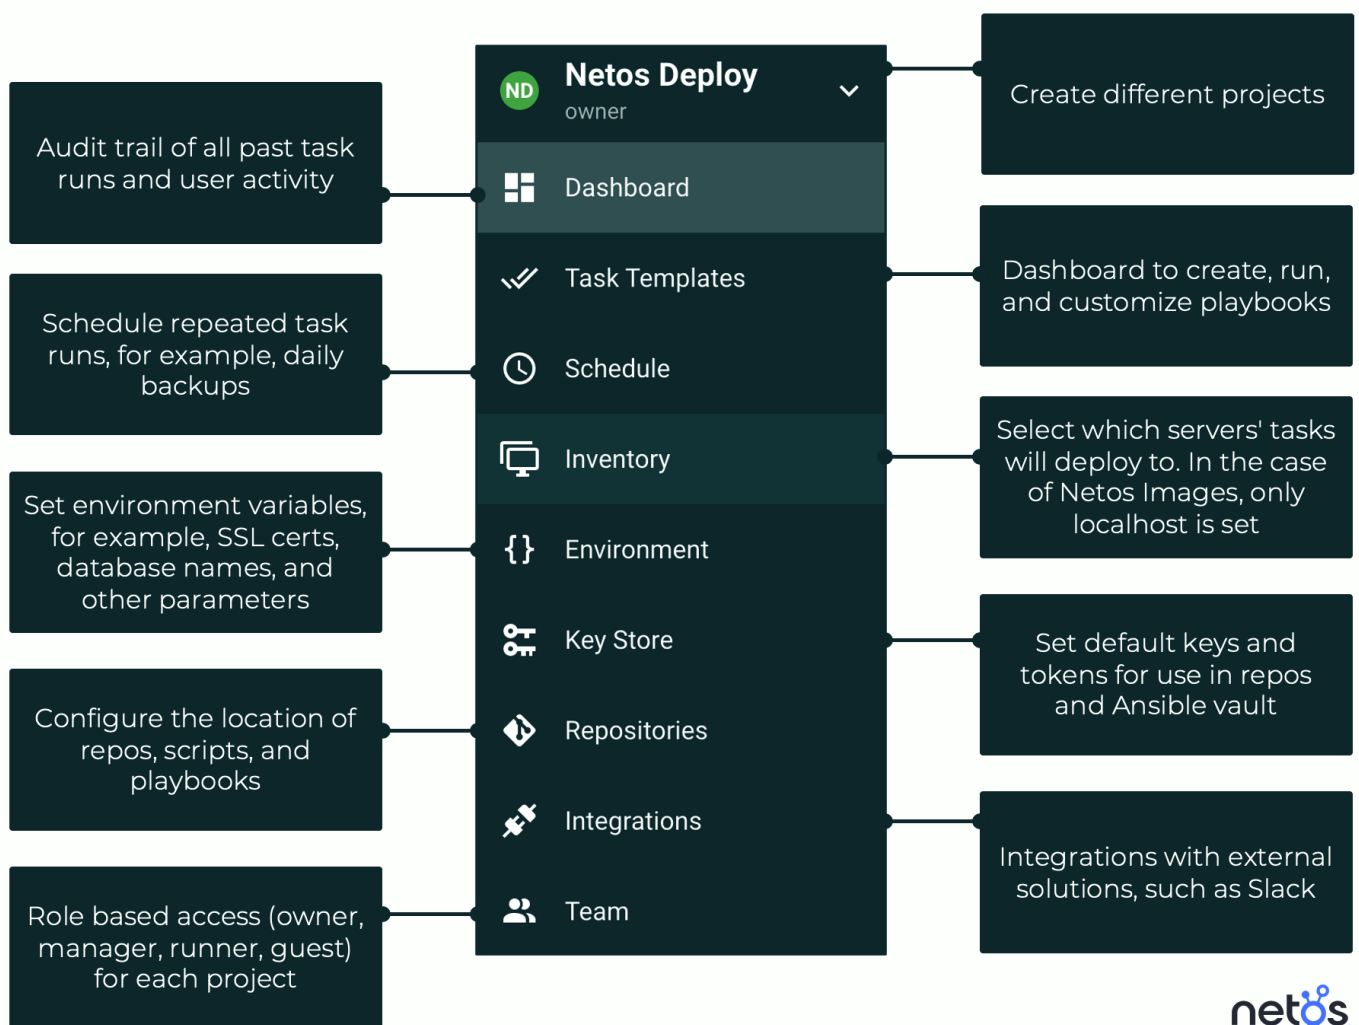 Netos Deploy
ND
owner
Dashboard
Task Templates
Schedule
Inventory
Environment
Key Store
Repositories
Integrations
Team
Audit trail of all past task
runs and user activity
Schedule repeated task
runs, for example, daily
backups
Set environment variables,
for example, SSL certs,
database names, and
other parameters
Configure the location of
repos, scripts, and
playbooks
Role based access (owner,
manager, runner, guest)
for each project
Create different projects
Dashboard to create, run,
and customize playbooks
Select which servers' tasks
will deploy to. In the case
of Netos Images, only
localhost is set
Set default keys and
tokens for use in repos
and Ansible vault
Integrations with external
solutions, such as Slack
netos